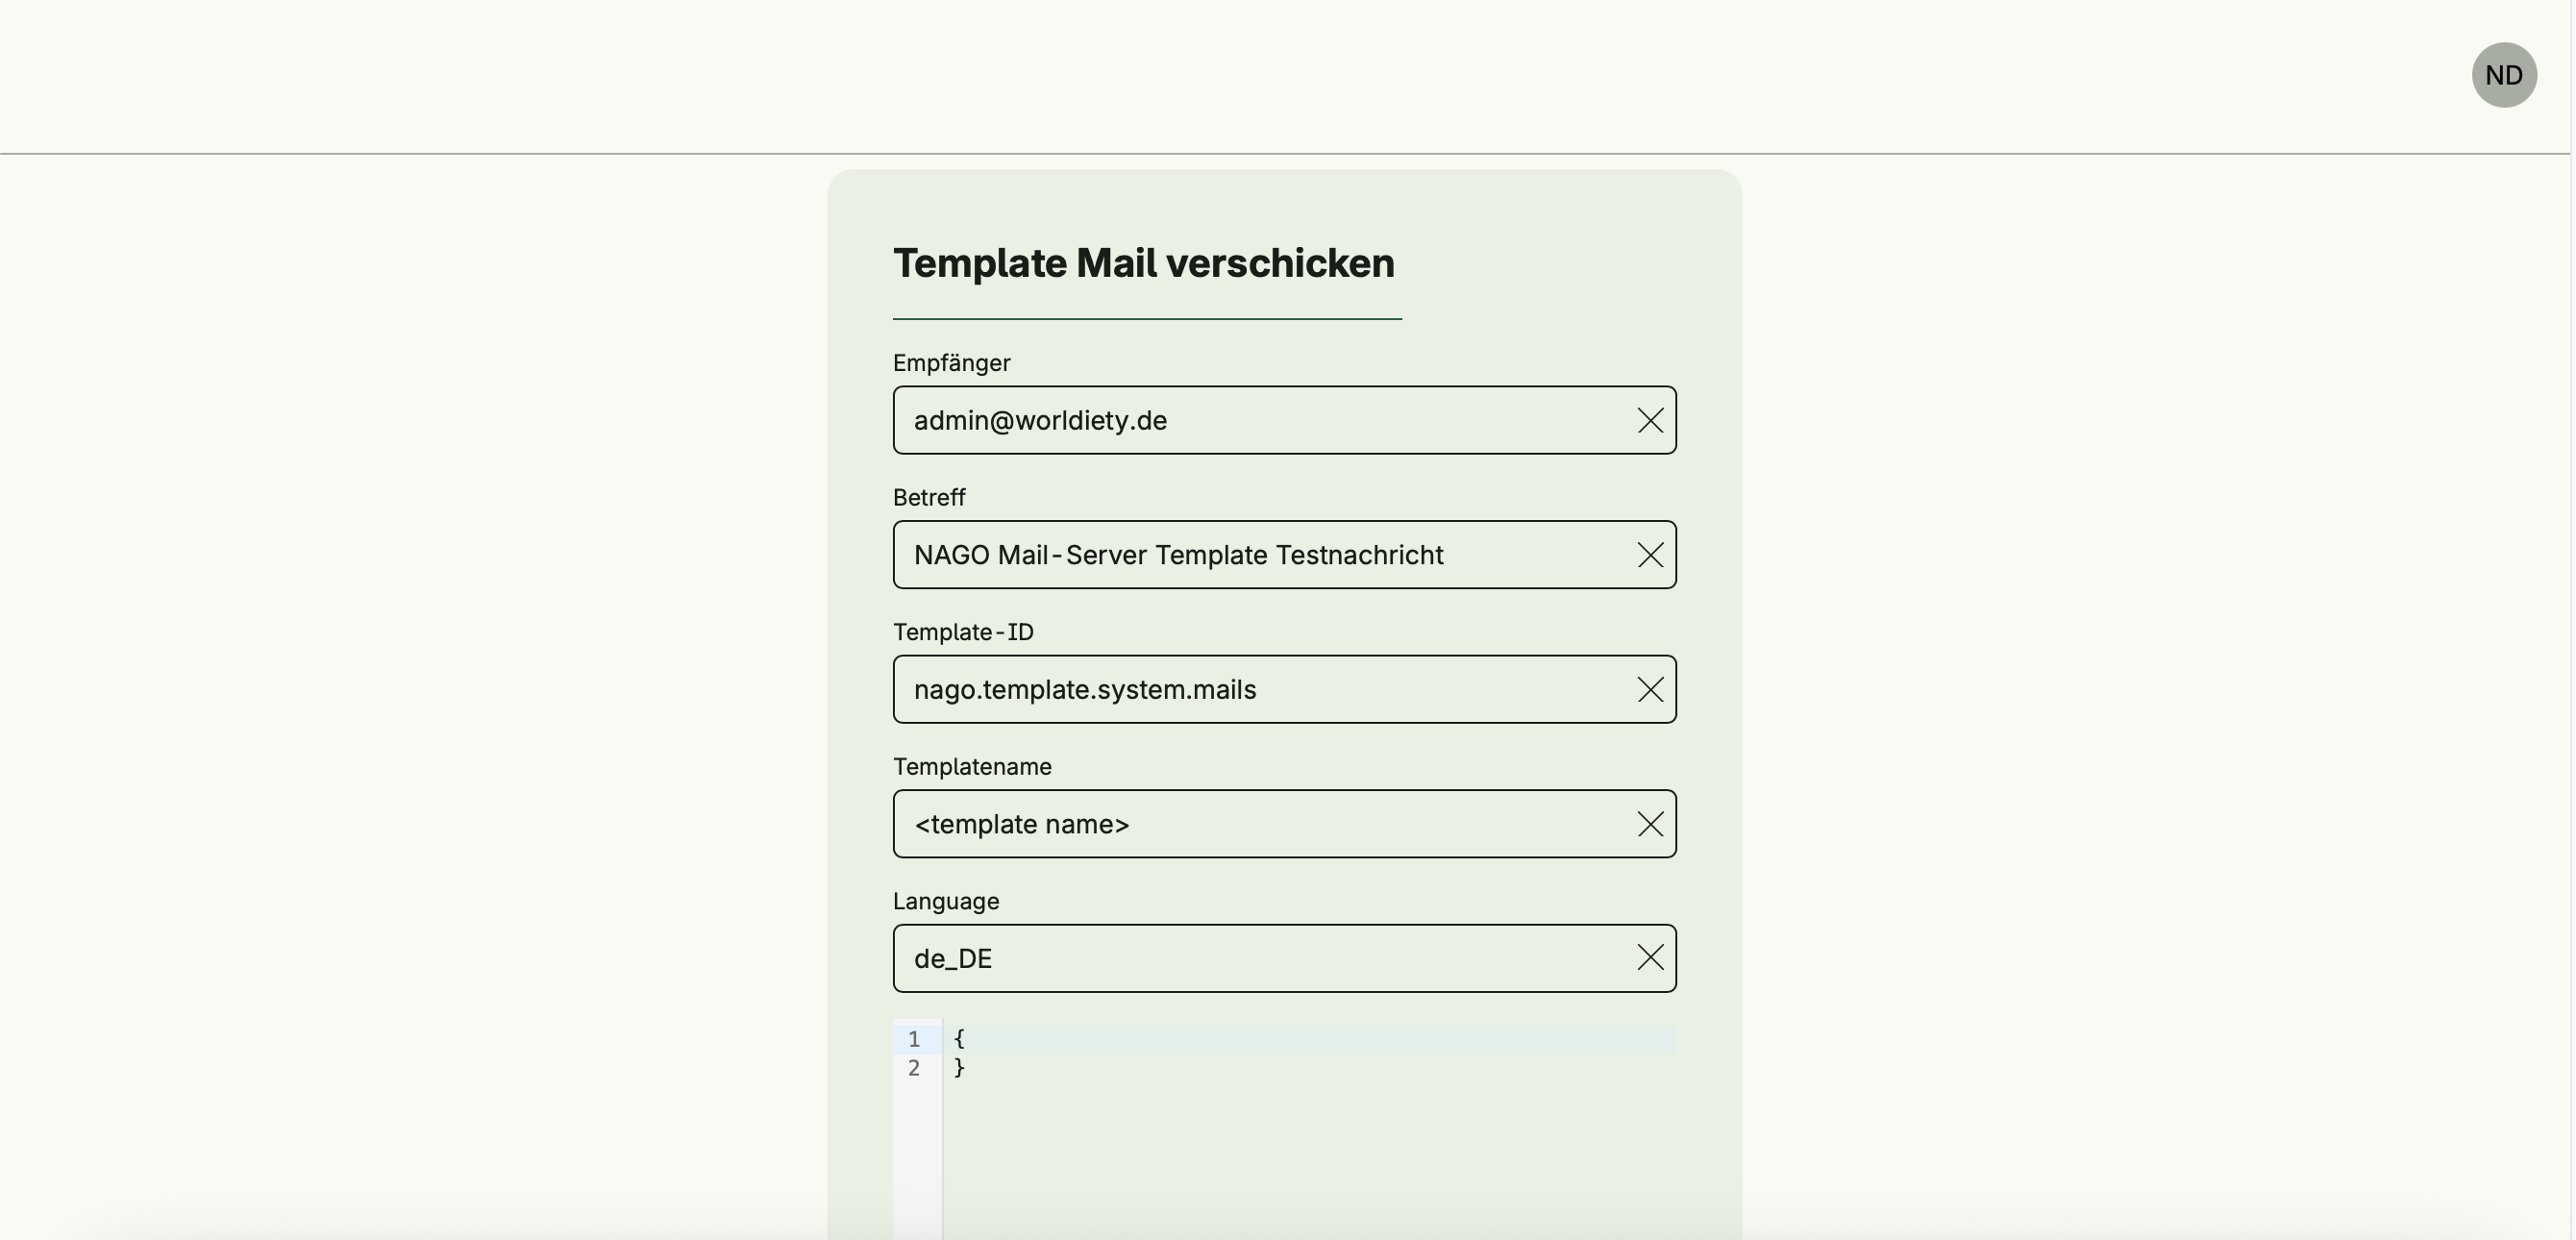 ND
Template Mail verschicken
Empfänger
admin@worldiety.de
Betreff
NAGO Mail-Server Template Testnachricht
Template-ID
nago.template.system.mails
Templatename
<template name>
Language
de_DE
1 {
2 }